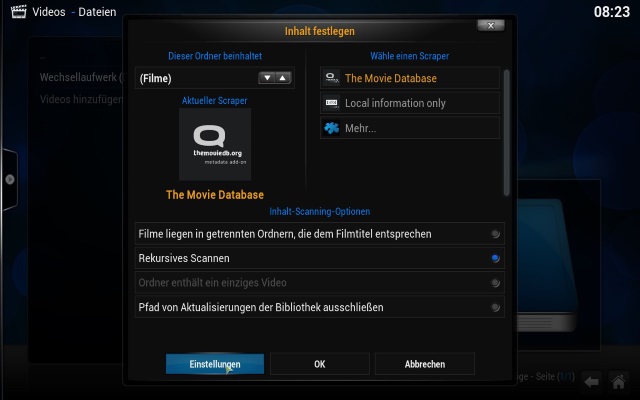 Videos - Dateien
08:23
Inhalt festlegen
x
Dieser Ordner beinhaltet
Wähle einen Scraper
(Filme)
The Movie Database
Local information only
Mehr...
Aktueller Scraper
themoviedb.org
metadata add-on
The Movie Database
..
Wechsellaufwerk (
Videos hinzufügen
Inhalt-Scanning-Optionen
Filme liegen in getrennten Ordnern, die dem Filmtitel entsprechen
Rekursives Scannen
Ordner enthält ein einziges Video
Pfad von Aktualisierungen der Bibliothek ausschließen
Einstellungen
OK
Abbrechen
- Seite (1/1)